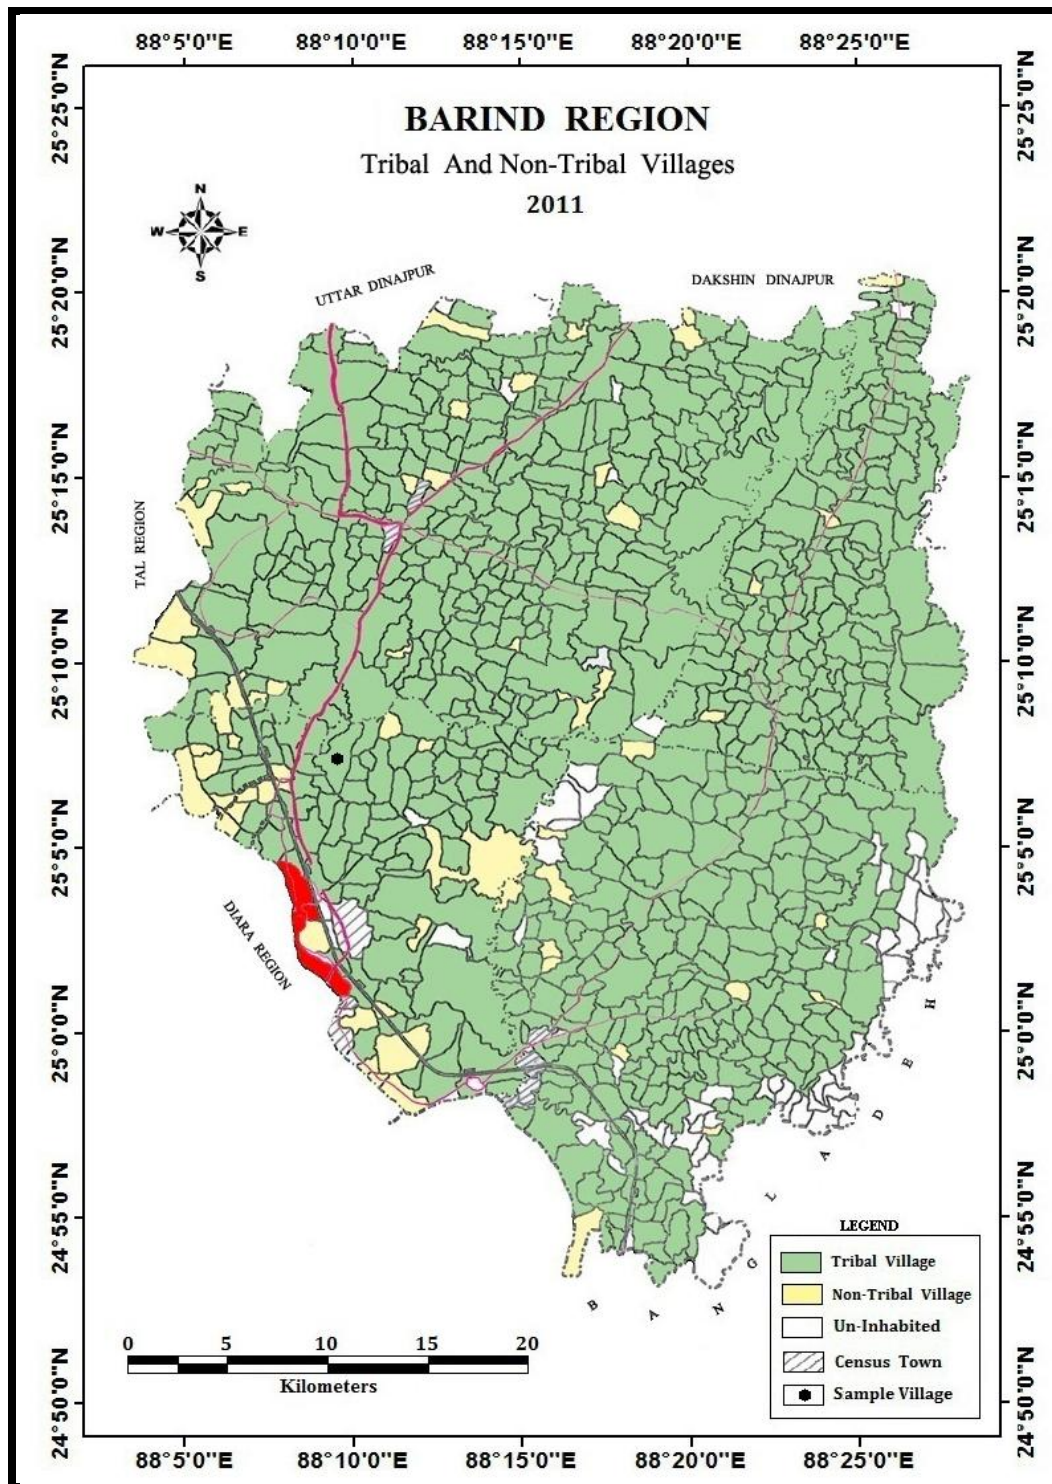 88°5'0"E 88°10'0"E 88°15'0"E 88°20'0"E 88°25'0"E
BARIND REGION
Tribal And Non-Tribal Villages
2011
N
W E
S
UTTAR DINAJPUR
DAKSHIN DINAJPUR
TAL REGION
DIARA REGION
BANGLADEH
25°25'0"N 25°25'0"N
25°20'0"N 25°20'0"N
25°15'0"N 25°15'0"N
25°10'0"N 25°10'0"N
25°5'0"N 25°5'0"N
25°0'0"N 25°0'0"N
24°55'0"N 24°55'0"N
24°50'0"N 24°50'0"N
LEGEND
Tribal Village
Non-Tribal Village
Un-Inhabited
Census Town
Sample Village
0 5 10 15 20
Kilometers
88°5'0"E 88°10'0"E 88°15'0"E 88°20'0"E 88°25'0"E